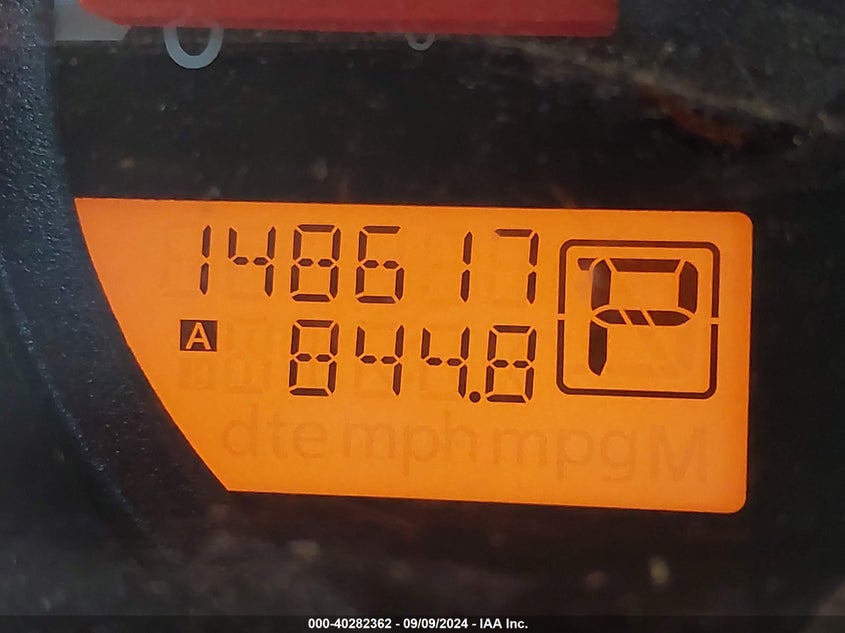 148617
A 844.8
P
dte mph mpg M
000-40282362 - 09/09/2024 - IAA Inc.